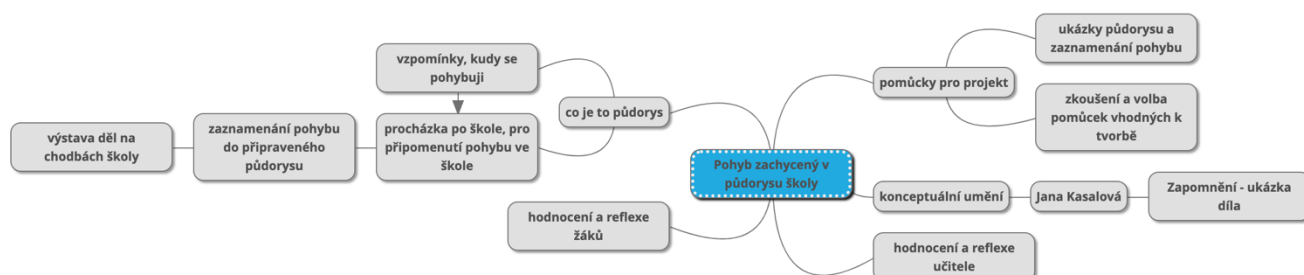 ukázky půdorysu a
zaznamenání pohybu
vzpomínky, kudy se
pohybuji
pomůcky pro projekt
co je to půdorys
zkoušení a volba
pomůcek vhodných k
tvorbě
výstava děl na
chodbách školy
zaznamenání pohybu
do připraveného
půdorysu
procházka po škole, pro
připomenutí pohybu ve
škole
Pohyb zachycený v
půdorysu školy
konceptuální umění
Jana Kasalová
Zapomnění - ukázka
díla
hodnocení a reflexe
žáků
hodnocení a reflexe
učitele